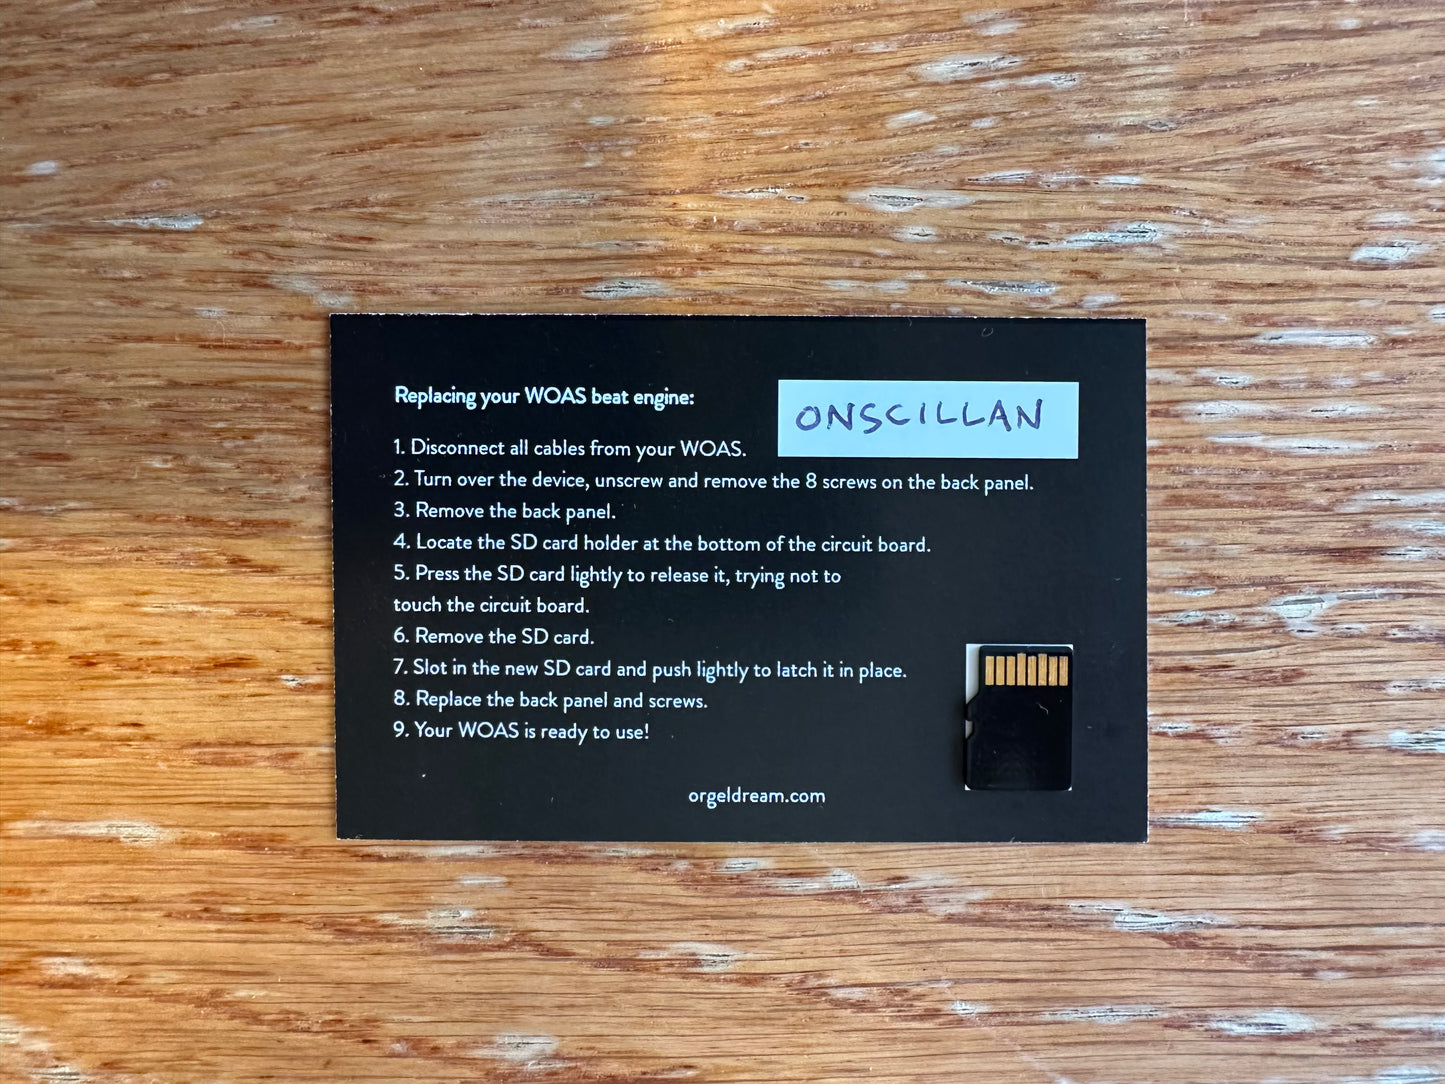 Replacing your WOAS beat engine:
ONSCILLAN
1. Disconnect all cables from your WOAS.
2. Turn over the device, unscrew and remove the 8 screws on the back panel.
3. Remove the back panel.
4. Locate the SD card holder at the bottom of the circuit board.
5. Press the SD card lightly to release it, trying not to
touch the circuit board.
6. Remove the SD card.
7. Slot in the new SD card and push lightly to latch it in place.
8. Replace the back panel and screws.
9. Your WOAS is ready to use!
orgeldream.com